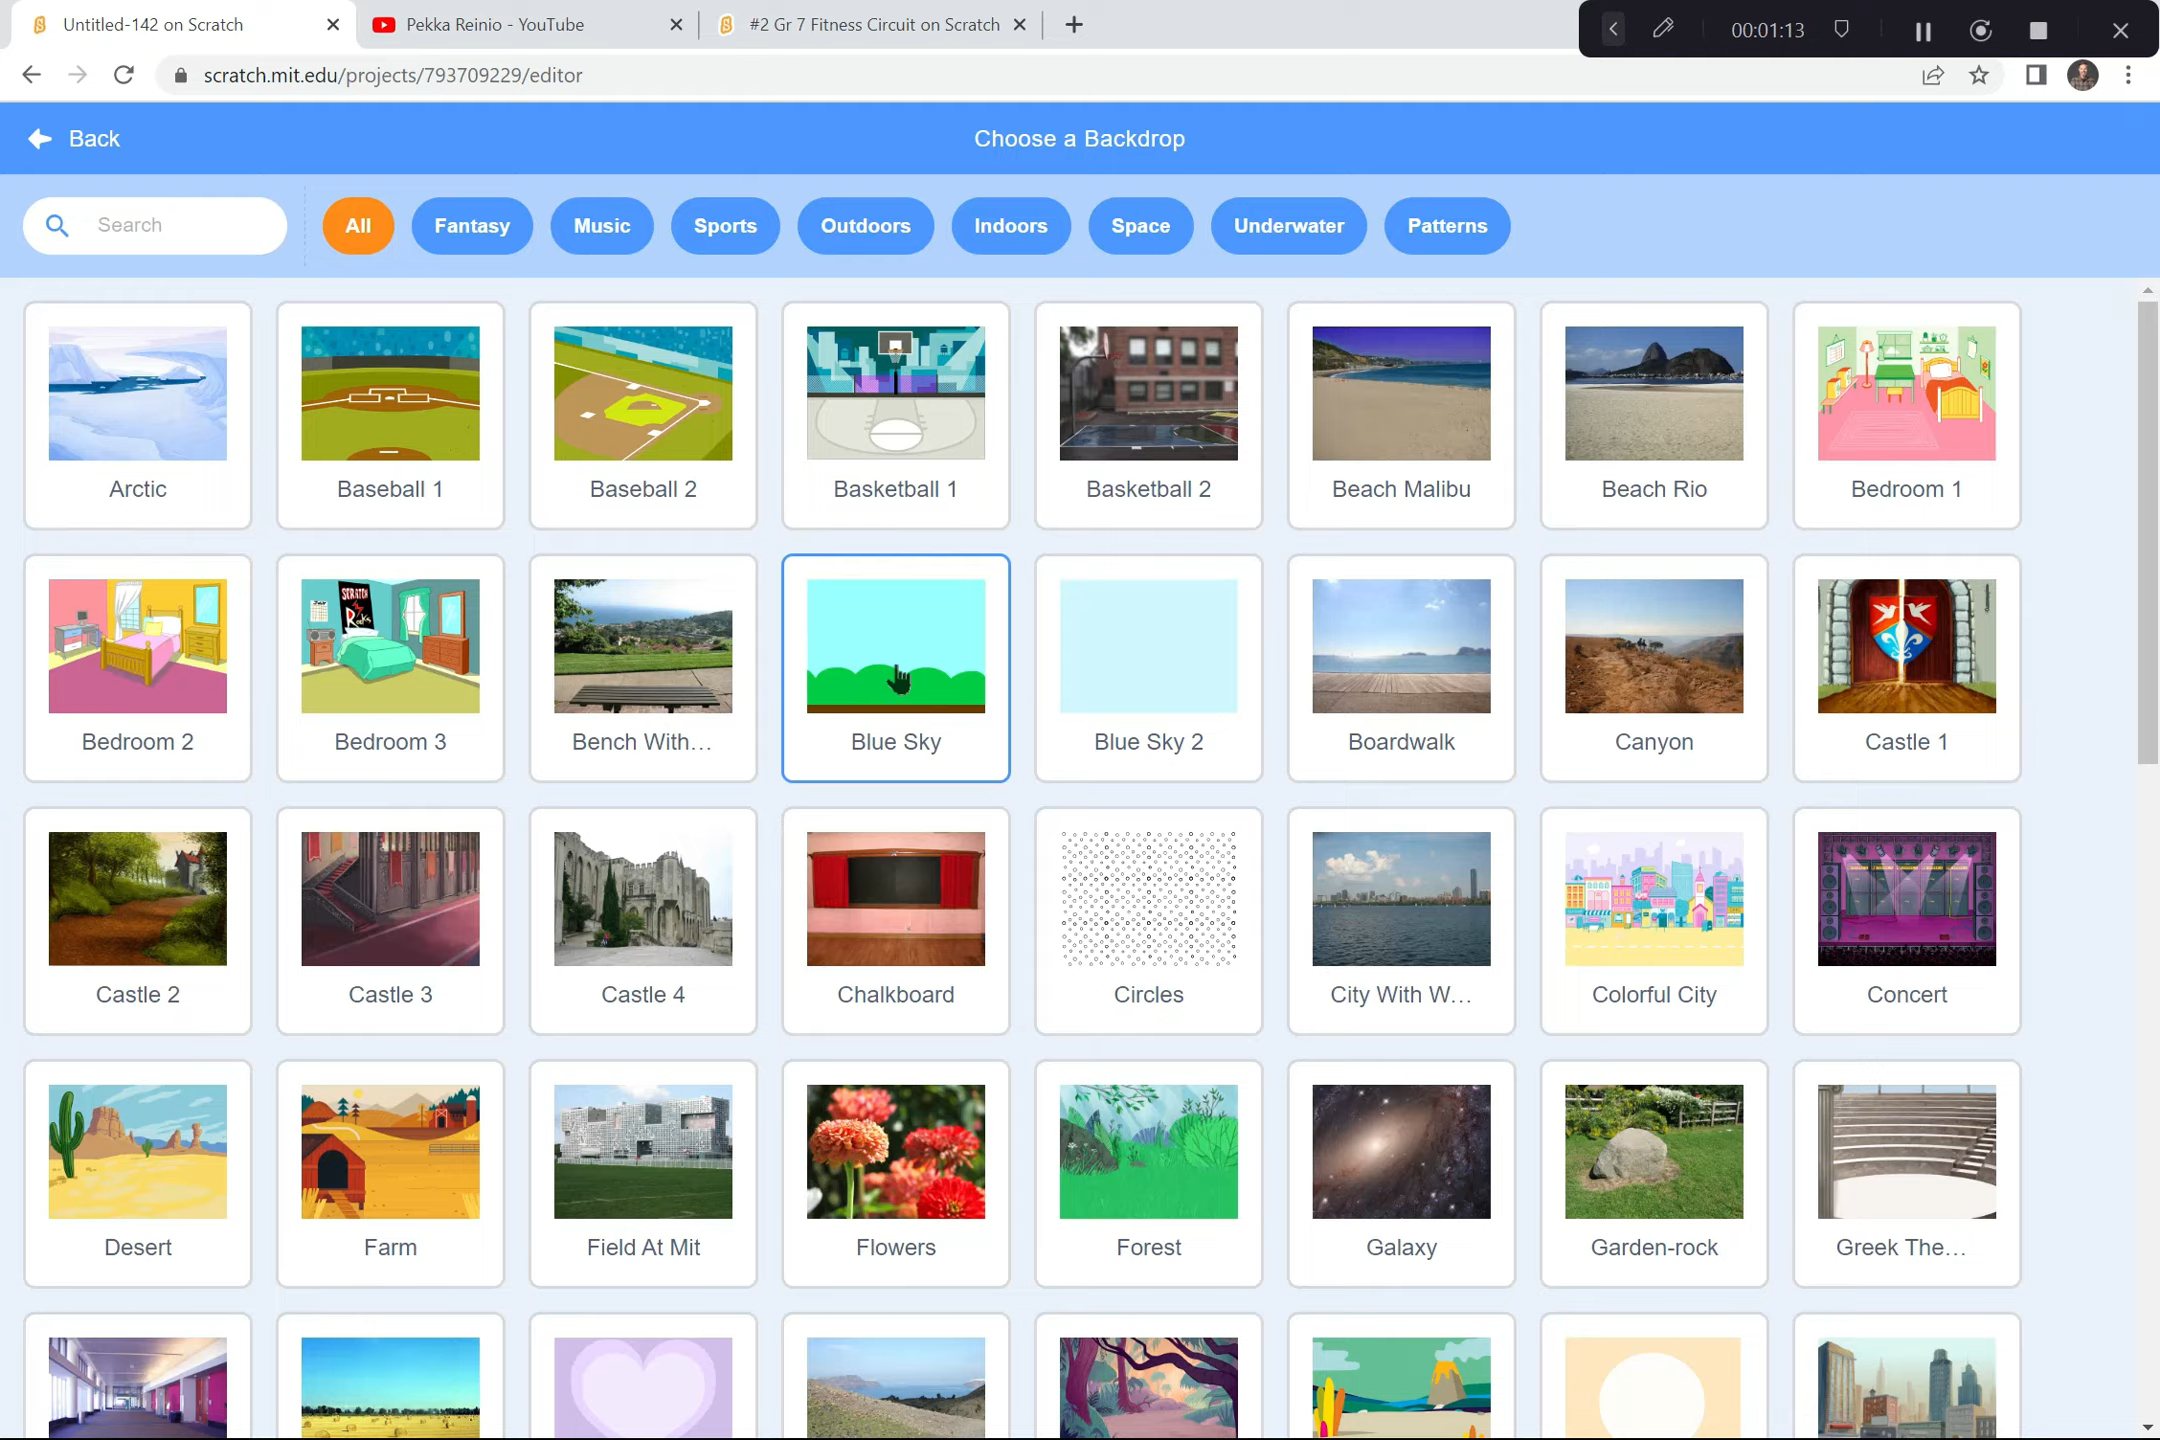 Untitled-142 on Scratch
Pekka Reinio - YouTube
#2 Gr 7 Fitness Circuit on Scratch
00:01:13
scratch.mit.edu/projects/793709229/editor
Back
Choose a Backdrop
Search
All
Fantasy
Music
Sports
Outdoors
Indoors
Space
Underwater
Patterns
Arctic
Baseball 1
Baseball 2
Basketball 1
Basketball 2
Beach Malibu
Beach Rio
Bedroom 1
SCRATCH
Rocks
Bedroom 2
Bedroom 3
Bench With...
Blue Sky
Blue Sky 2
Boardwalk
Canyon
Castle 1
Castle 2
Castle 3
Castle 4
Chalkboard
Circles
City With W...
Colorful City
Concert
Desert
Farm
Field At Mit
Flowers
Forest
Galaxy
Garden-rock
Greek The...